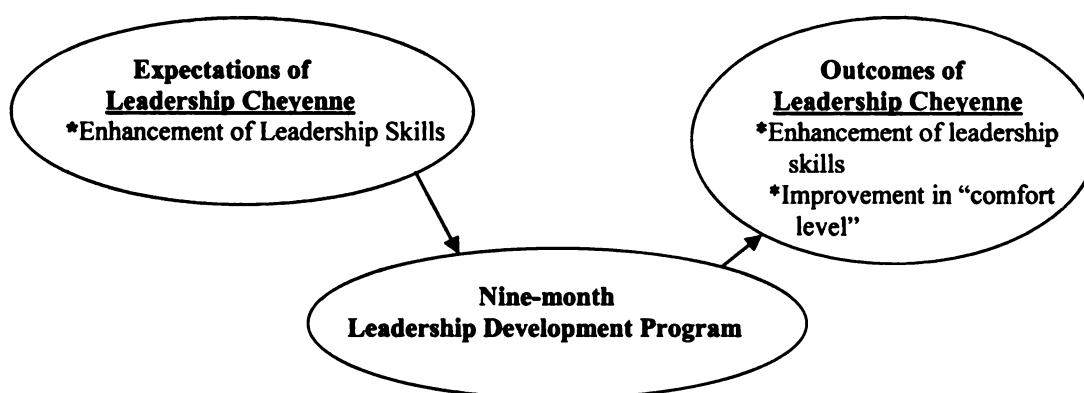 Expectations of
Leadership Cheyenne
*Enhancement of Leadership Skills
Outcomes of
Leadership Cheyenne
*Enhancement of leadership
skills
*Improvement in “comfort
level”
Nine-month
Leadership Development Program